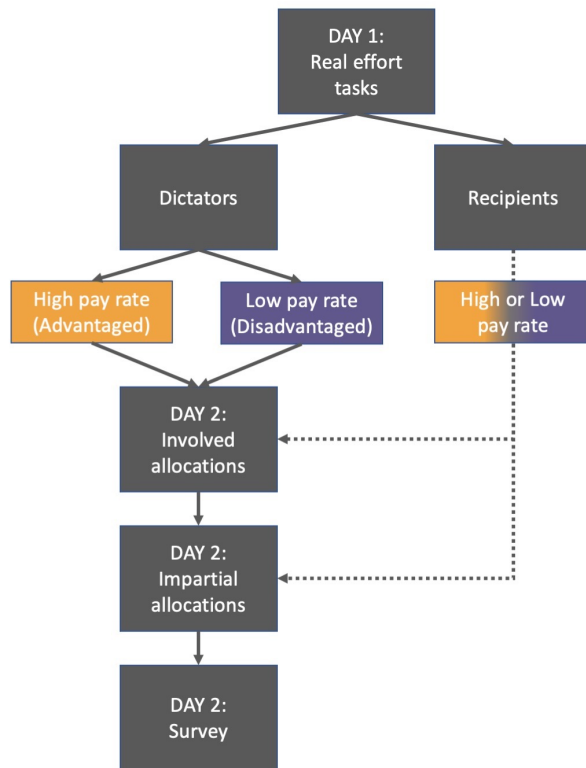 DAY 1:
Real effort
tasks
Dictators
Recipients
High pay rate
(Advantaged)
Low pay rate
(Disadvantaged)
High or Low
pay rate
DAY 2:
Involved
allocations
DAY 2:
Impartial
allocations
DAY 2:
Survey